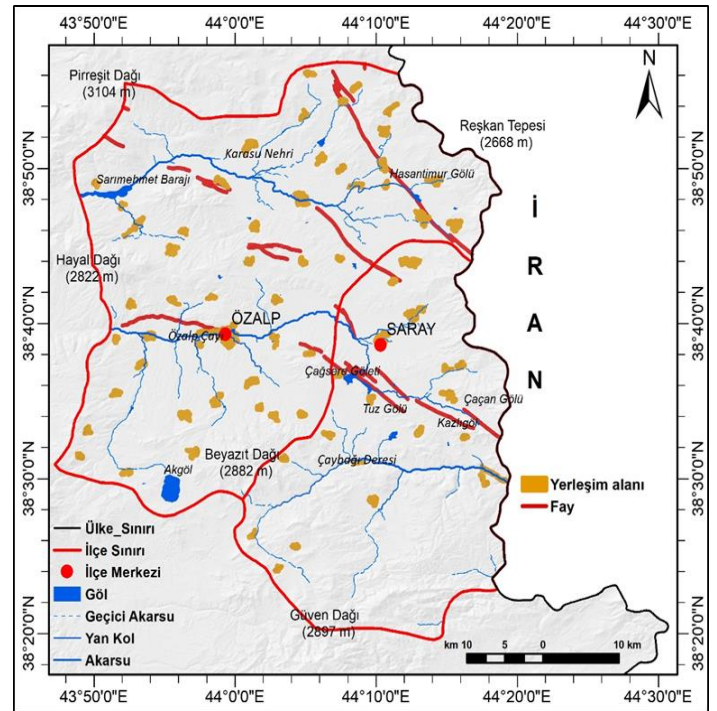 43°50'0"E 44°0'0"E 44°10'0"E 44°20'0"E 44°30'0"E
N
Pirreşit Dağı
(3104 m)
Reşkan Tepesi
(2668 m)
Karasu Nehri
Sarımehmet Barajı
Hasantimur Gölü
38°50'0"N
38°50'0"N
İ
R
A
N
Hayal Dağı
(2822 m)
ÖZALP
Özalp Çayı
SARAY
38°40'0"N
38°40'0"N
Çağsere Göleti
Tuz Gölü
Çaçan Gölü
Kazlıgöl
Beyazıt Dağı
(2882 m)
Çaybağı Deresi
Akgöl
38°30'0"N
38°30'0"N
Yerleşim alanı
Fay
Ülke_Sınırı
İlçe Sınırı
İlçe Merkezi
Göl
Geçici Akarsu
Yan Kol
Akarsu
Güven Dağı
(2897 m)
38°20'0"N
38°20'0"N
km 10 5 0 10 km
43°50'0"E 44°0'0"E 44°10'0"E 44°20'0"E 44°30'0"E